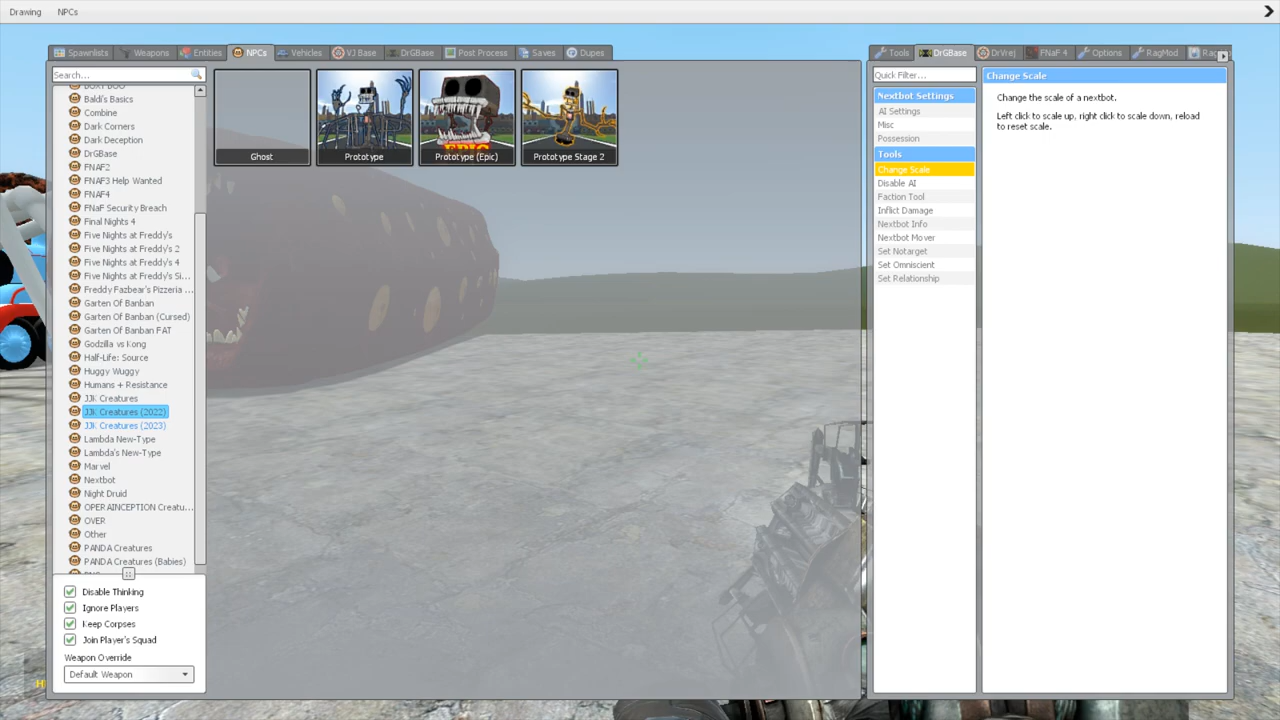 Drawing NPCs
Spawnlists Weapons Entities NPCs Vehicles VJ Base DrGBase Post Process Saves Dupes
Search...
Baldi's Basics
Combine
Dark Corners
Dark Deception
DrGBase
FNAF2
FNAF3 Help Wanted
FNAF4
FNaF Security Breach
Final Nights 4
Five Nights at Freddy's
Five Nights at Freddy's 2
Five Nights at Freddy's 4
Five Nights at Freddy's Si...
Freddy Fazbear's Pizzeria ...
Garten Of Banban
Garten Of Banban (Cursed)
Garten Of Banban FAT
Godzilla vs Kong
Half-Life: Source
Huggy Wuggy
Humans + Resistance
JJK Creatures
JJK Creatures (2022)
JJK Creatures (2023)
Lambda New-Type
Lambda's New-Type
Marvel
Nextbot
Night Druid
OPERAINCEPTION Creatu...
OVER
Other
PANDA Creatures
PANDA Creatures (Babies)
Disable Thinking
Ignore Players
Keep Corpses
Join Player's Squad
Weapon Override
Default Weapon
Ghost
Prototype
EPIC
Prototype (Epic)
Prototype Stage 2
Tools DrGBase DrVrej FNaF 4 Options RagMod
Quick Filter...
Nextbot Settings
AI Settings
Misc
Possession
Tools
Change Scale
Disable AI
Faction Tool
Inflict Damage
Nextbot Info
Nextbot Mover
Set Notarget
Set Omniscient
Set Relationship
Change Scale
Change the scale of a nextbot.
Left click to scale up, right click to scale down, reload
to reset scale.